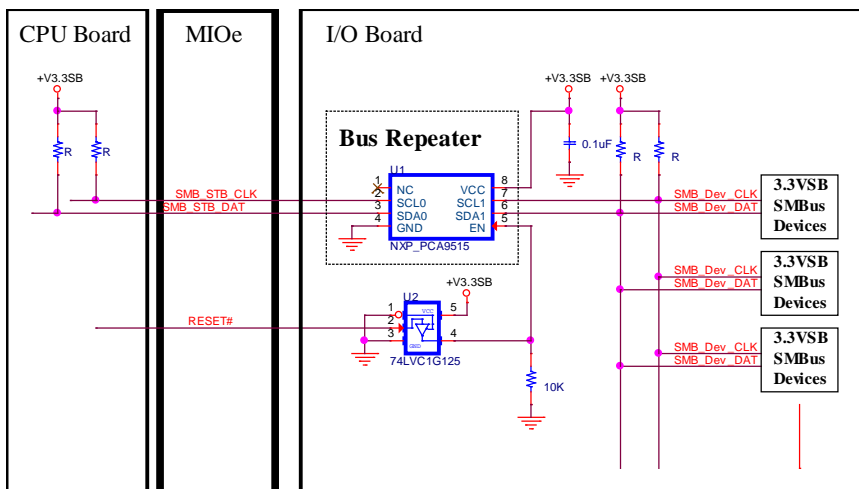 CPU Board
MIOe
I/O Board
+V3.3SB
R
R
+V3.3SB
+V3.3SB
0.1uF
R
R
Bus Repeater
U1
1
2
3
4
NC
SCL0
SDA0
GND
VCC
SCL1
SDA1
EN
8
7
6
5
NXP_PCA9515
SMB_STB_CLK
SMB_STB_DAT
SMB_Dev_CLK
SMB_Dev_DAT
3.3VSB
SMBus
Devices
SMB_Dev_CLK
SMB_Dev_DAT
3.3VSB
SMBus
Devices
SMB_Dev_CLK
SMB_Dev_DAT
3.3VSB
SMBus
Devices
RESET#
U2
+V3.3SB
1
2
3
VCC
GND
5
4
74LVC1G125
10K